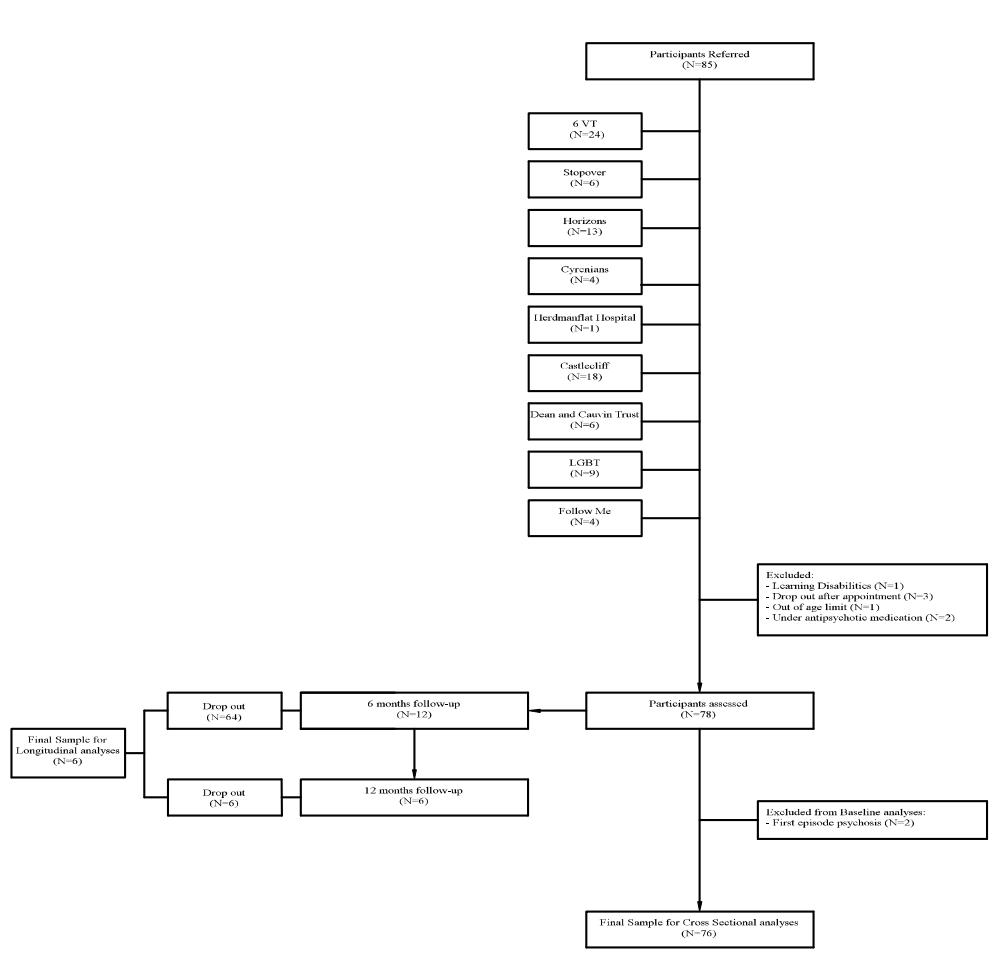 Participants Referred
(N=85)
6 VT
(N=24)
Stopover
(N=6)
Horizons
(N=13)
Cyrenians
(N=4)
Herdmanflat Hospital
(N=1)
Castlecliff
(N=18)
Dean and Cauvin Trust
(N=6)
LGBT
(N=9)
Follow Me
(N=4)
Excluded:
- Learning Disabilities (N=1)
- Drop out after appointment (N=3)
- Out of age limit (N=1)
- Under antipsychotic medication (N=2)
Participants assessed
(N=78)
6 months follow-up
(N=12)
Drop out
(N=64)
Final Sample for
Longitudinal analyses
(N=6)
12 months follow-up
(N=6)
Drop out
(N=6)
Excluded from Baseline analyses:
- First episode psychosis (N=2)
Final Sample for Cross Sectional analyses
(N=76)